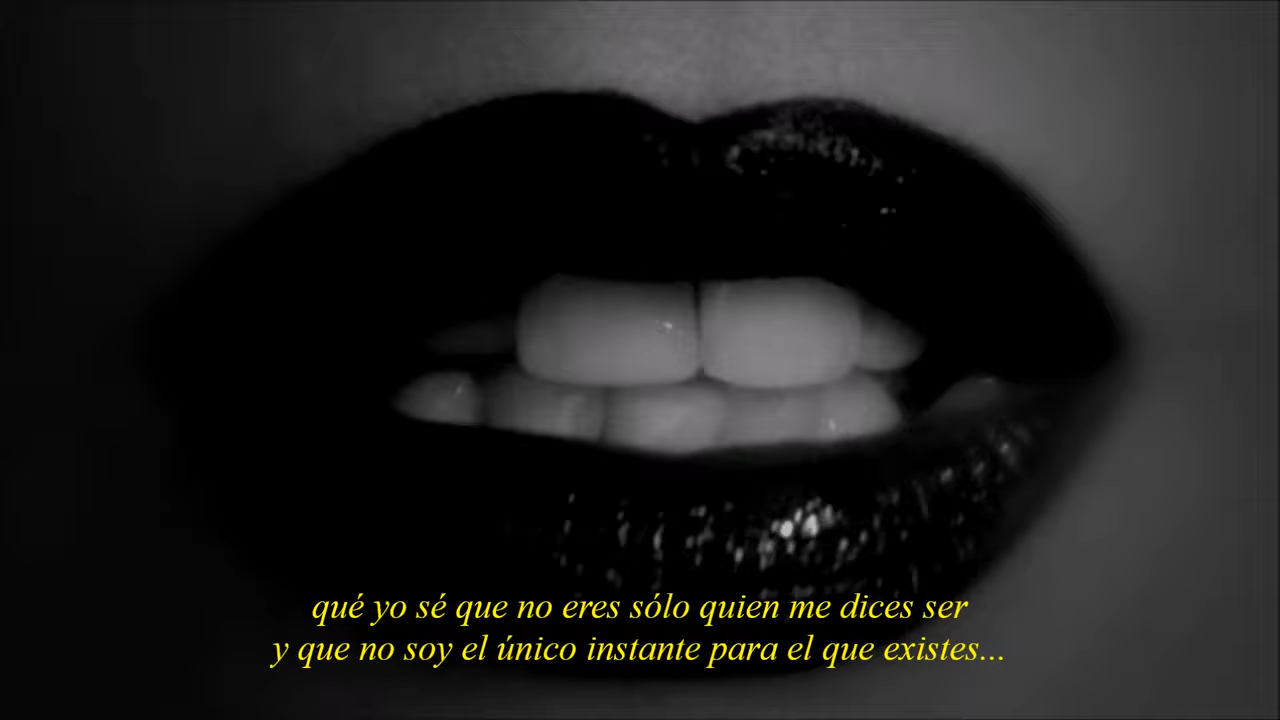 qué yo sé que no eres sólo quien me dices ser
y que no soy el único instante para el que existes...